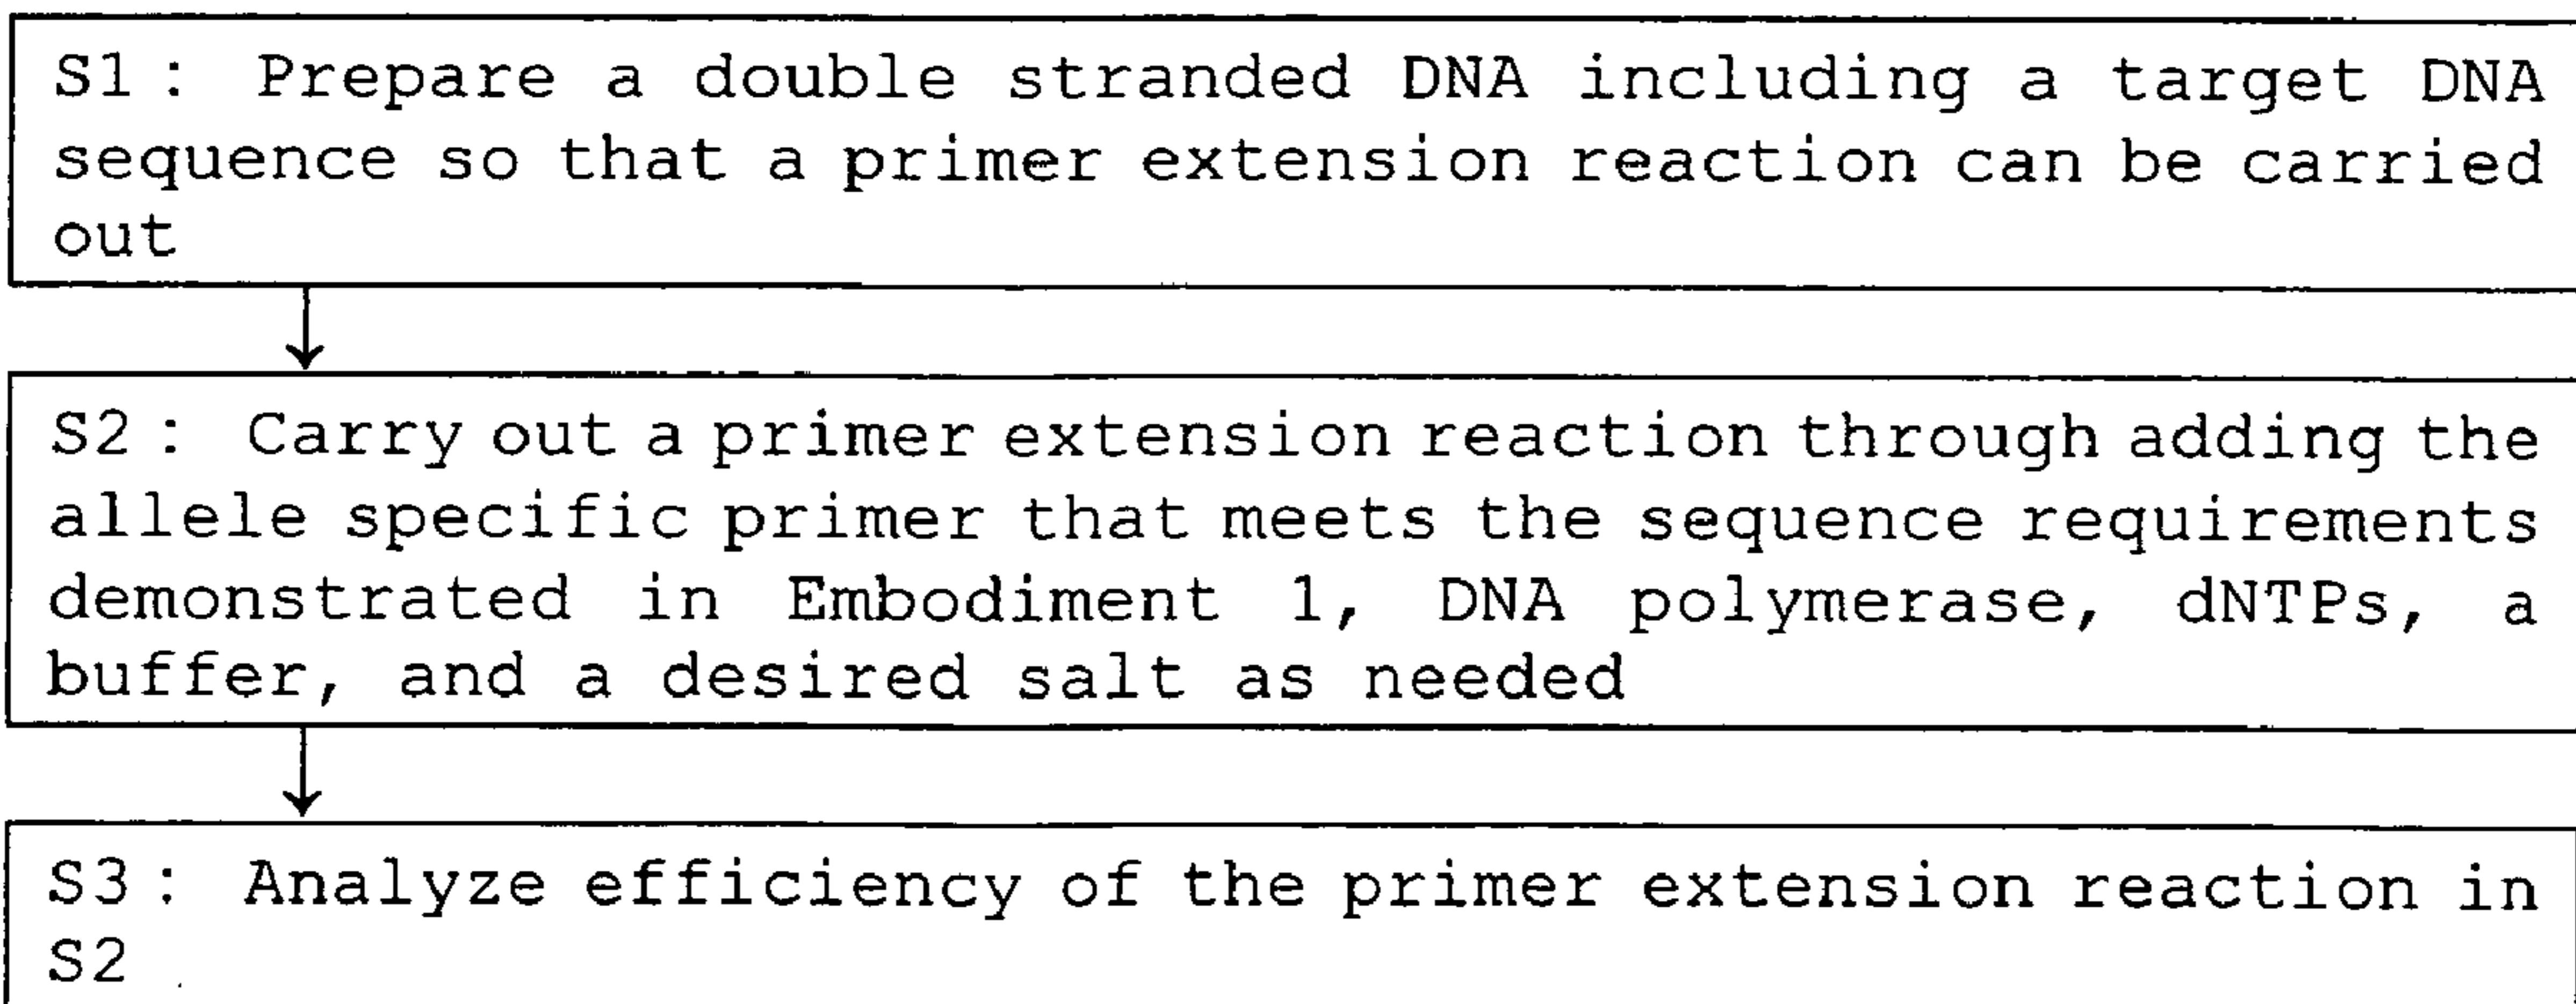 S1: Prepare a double stranded DNA including a target DNA
sequence so that a primer extension reaction can be carried
out
S2: Carry out a primer extension reaction through adding the
allele specific primer that meets the sequence requirements
demonstrated in Embodiment 1, DNA polymerase, dNTPs, a
buffer, and a desired salt as needed
S3: Analyze efficiency of the primer extension reaction in
S2